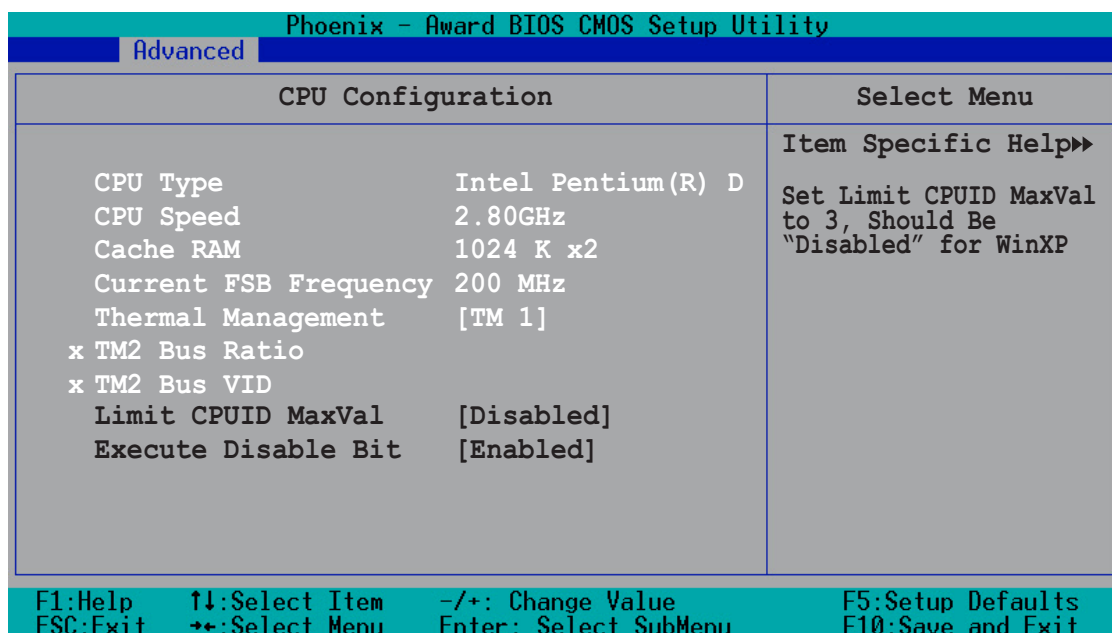 Phoenix - Award BIOS CMOS Setup Utility
Advanced
CPU Configuration
Select Menu
Item Specific Help▸▸
CPU Type Intel Pentium(R) D
CPU Speed 2.80GHz
Cache RAM 1024 K x2
Current FSB Frequency 200 MHz
Thermal Management [TM 1]
x TM2 Bus Ratio
x TM2 Bus VID
Limit CPUID MaxVal [Disabled]
Execute Disable Bit [Enabled]
Set Limit CPUID MaxVal
to 3, Should Be
“Disabled” for WinXP
F1:Help ↑↓:Select Item -/+: Change Value F5:Setup Defaults
ESC:Exit →←:Select Menu Enter: Select SubMenu F10:Save and Exit